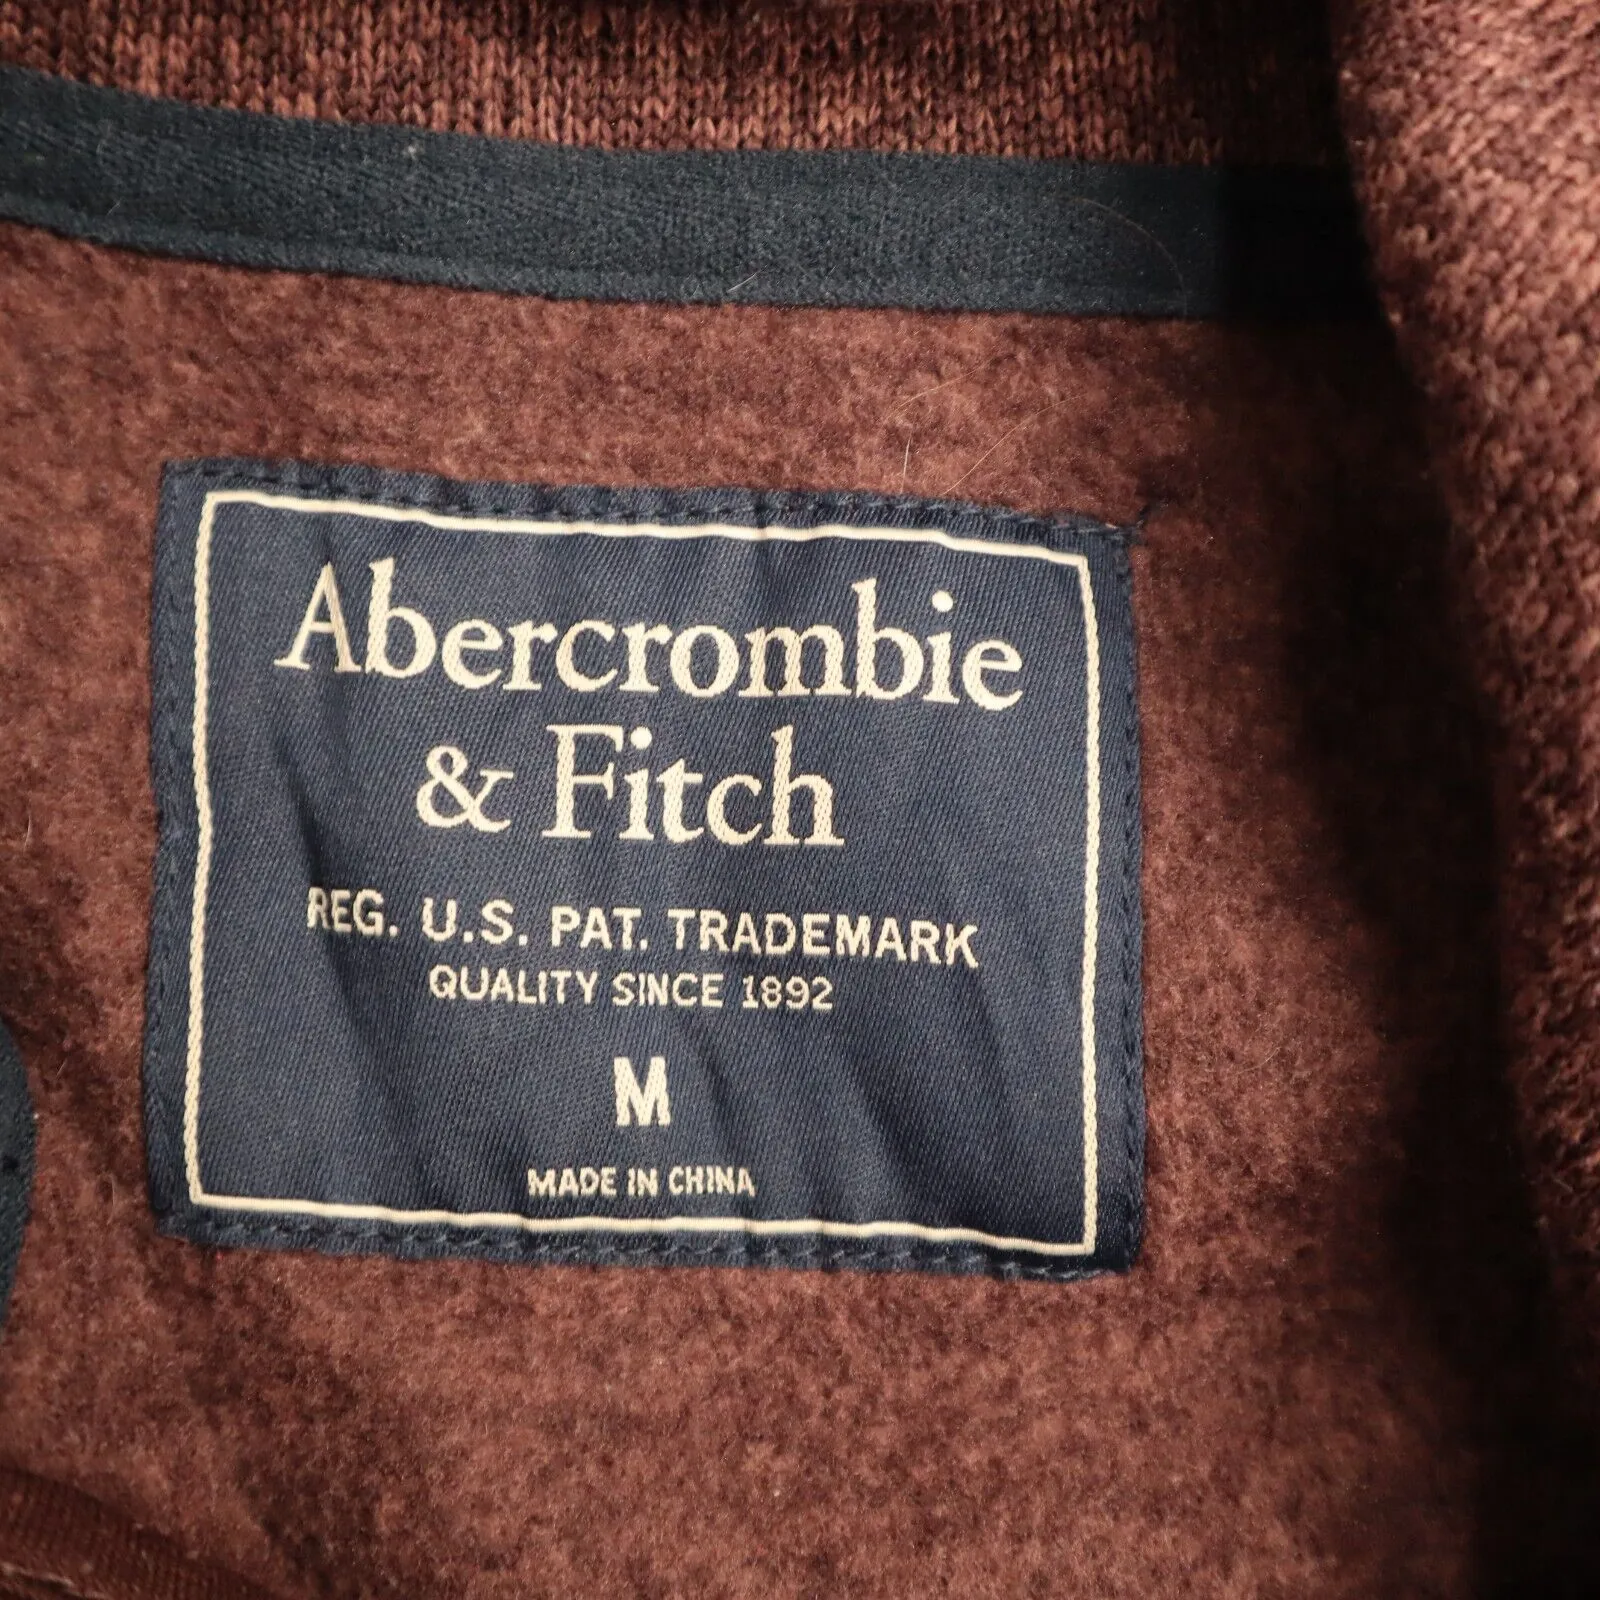 Abercrombie
& Fitch
REG. U.S. PAT. TRADEMARK
QUALITY SINCE 1892
M
MADE IN CHINA